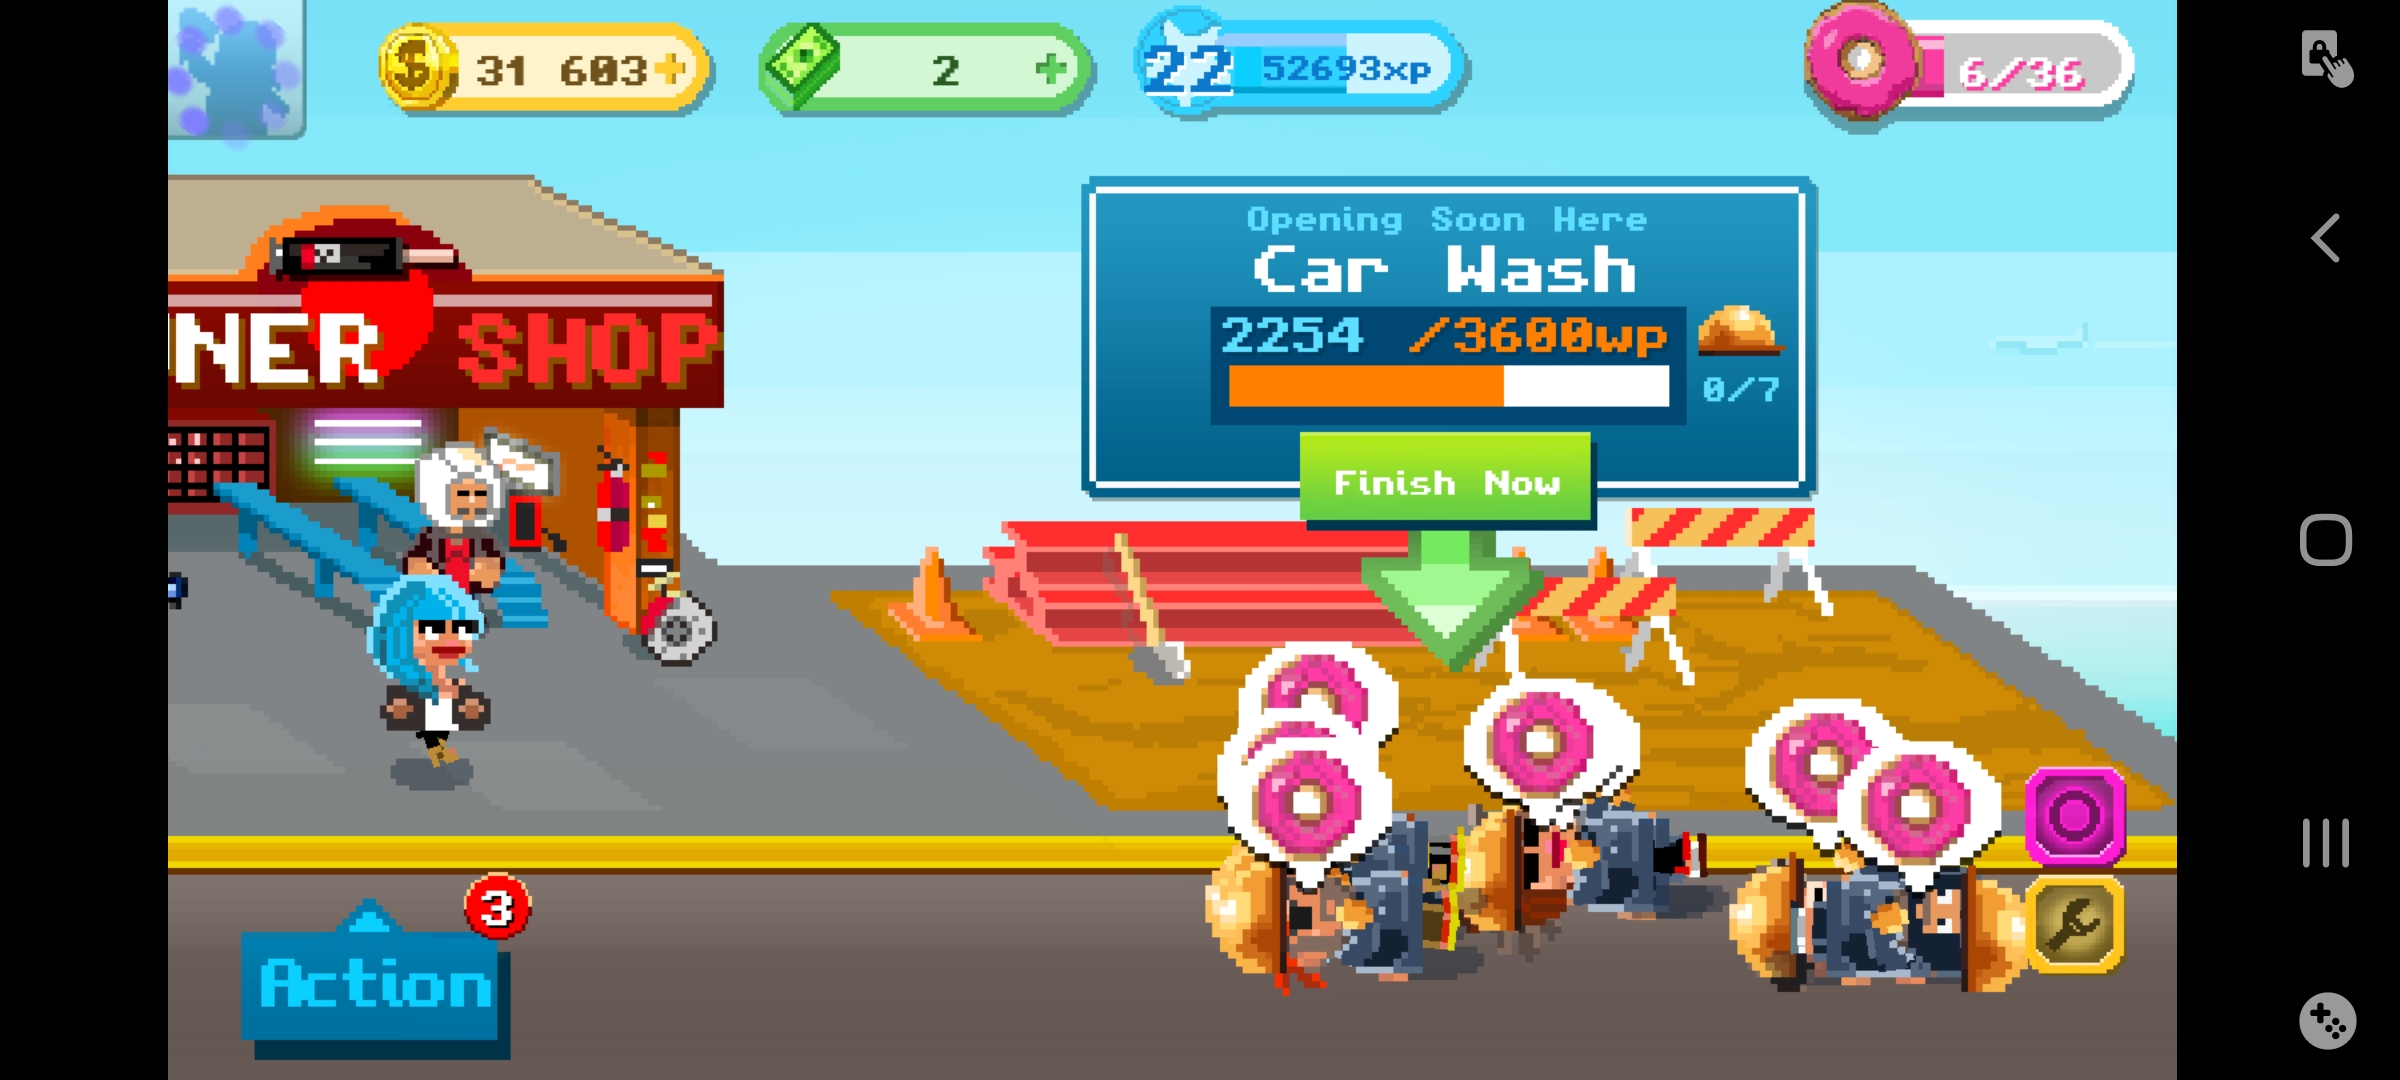 31 603
2
22 52693xp
6/36
Opening Soon Here
Car Wash
2254 /3600wp
0/7
Finish Now
NER SHOP
3
Action